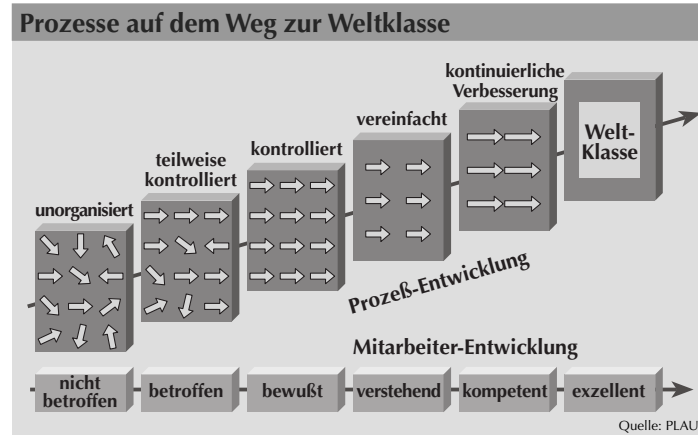 Prozesse auf dem Weg zur Weltklasse
unorganisiert
teilweise
kontrolliert
kontrolliert
vereinfacht
kontinuierliche
Verbesserung
Welt-
Klasse
Prozeß-Entwicklung
Mitarbeiter-Entwicklung
nicht
betroffen
betroffen
bewußt
verstehend
kompetent
exzellent
Quelle: PLAU